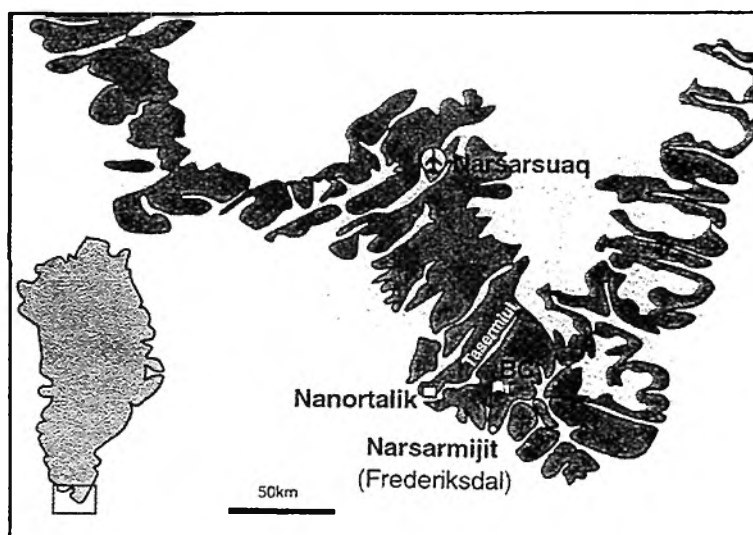 Narsarsuaq
Tasermiut
BC
Nanortalik
Narsarmijit
(Frederiksdal)
50km